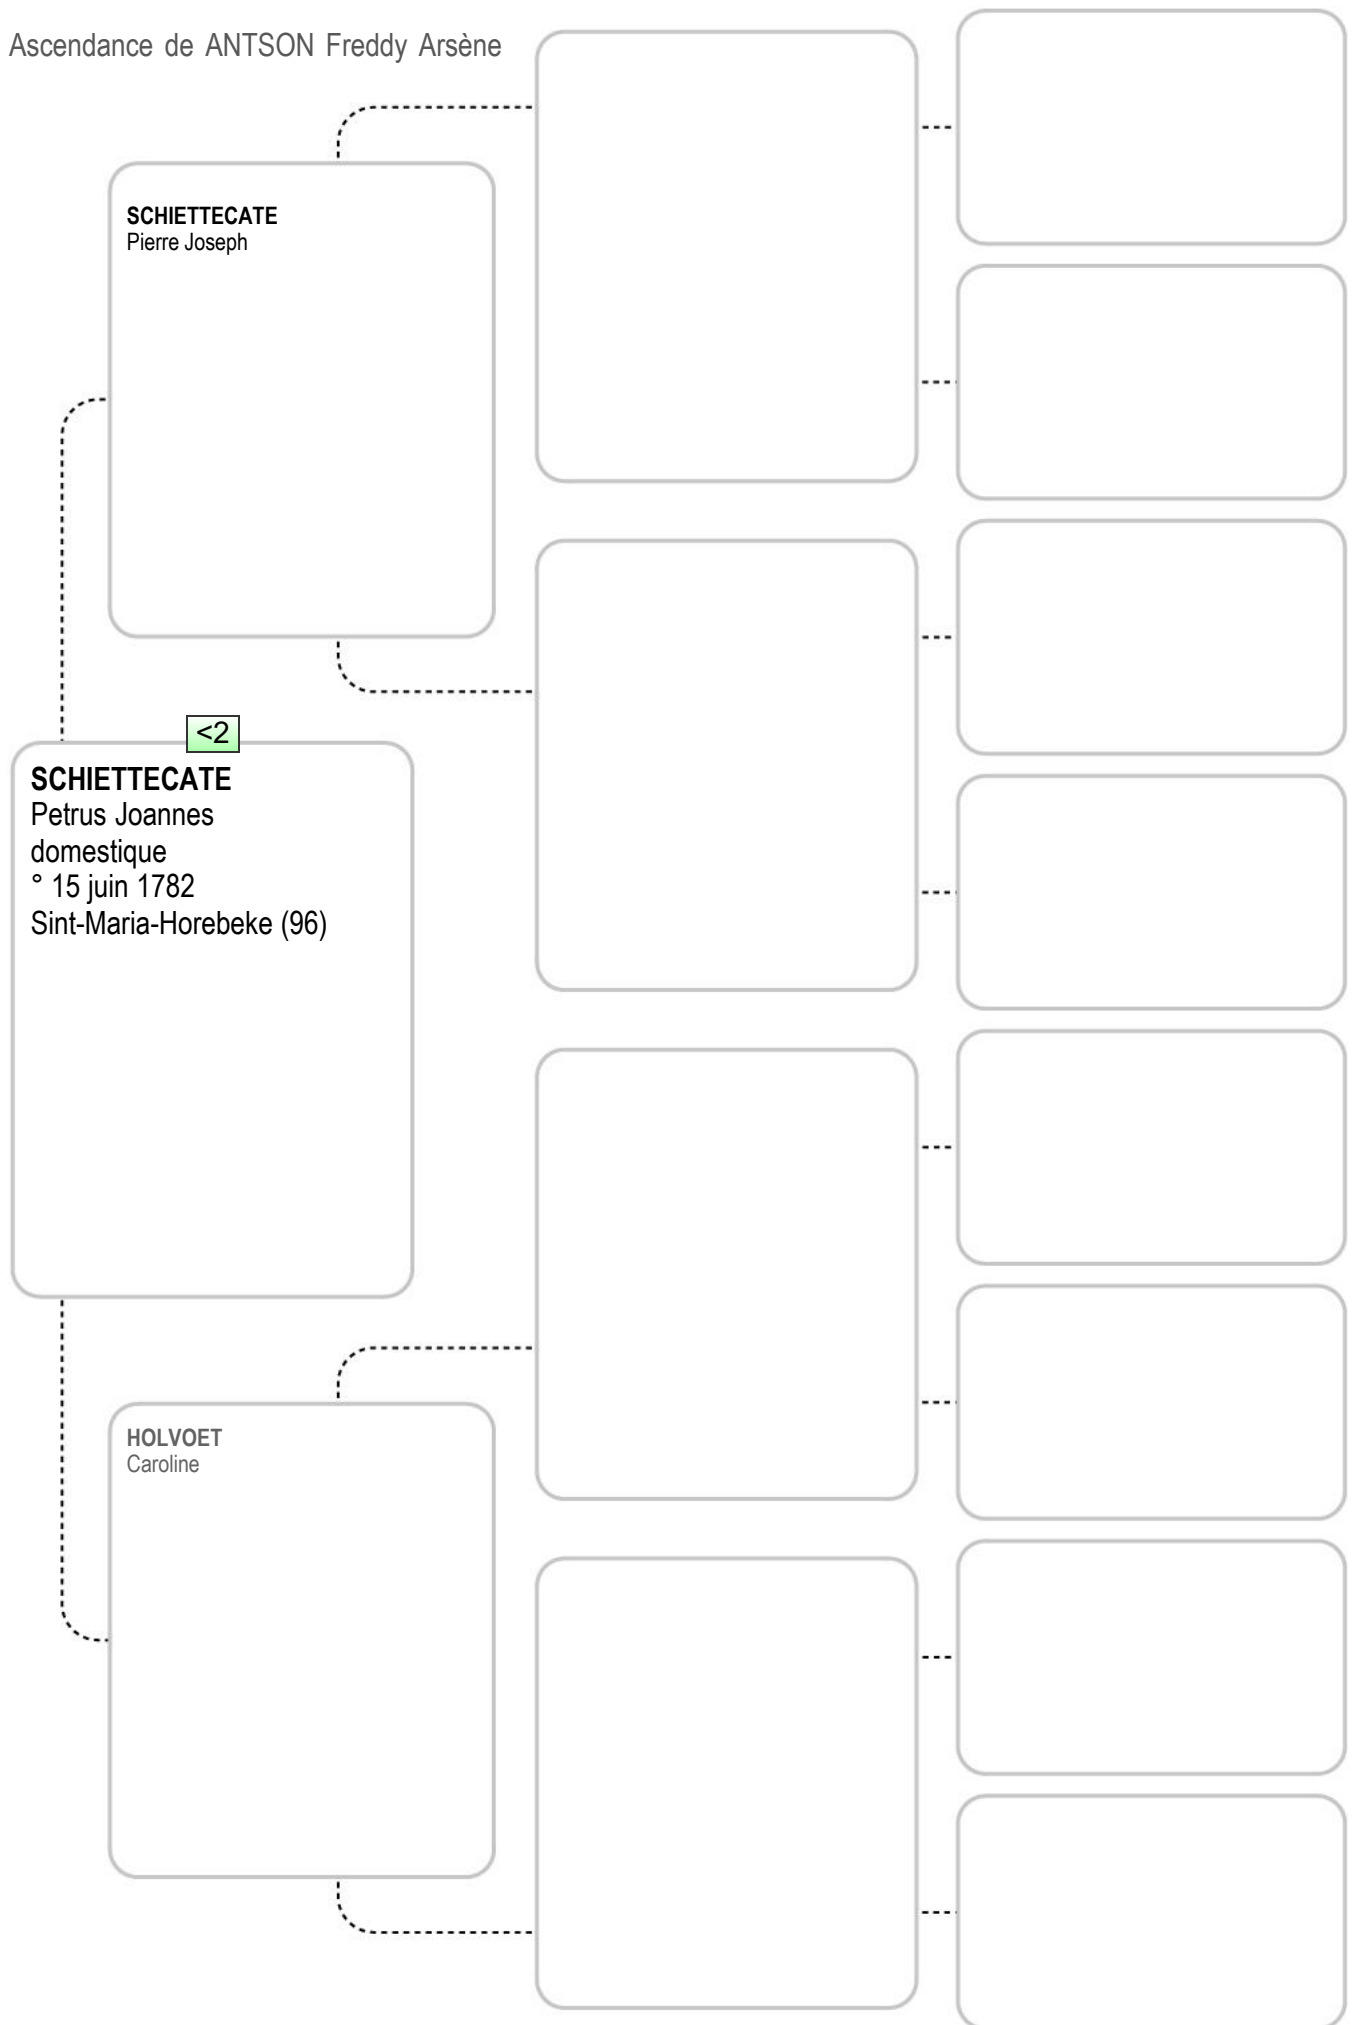 Ascendance de ANTSON Freddy Arsène
SCHIETTECATE
Pierre Joseph
<2
SCHIETTECATE
Petrus Joannes
domestique
° 15 juin 1782
Sint-Maria-Horebeke (96)
HOLVOET
Caroline